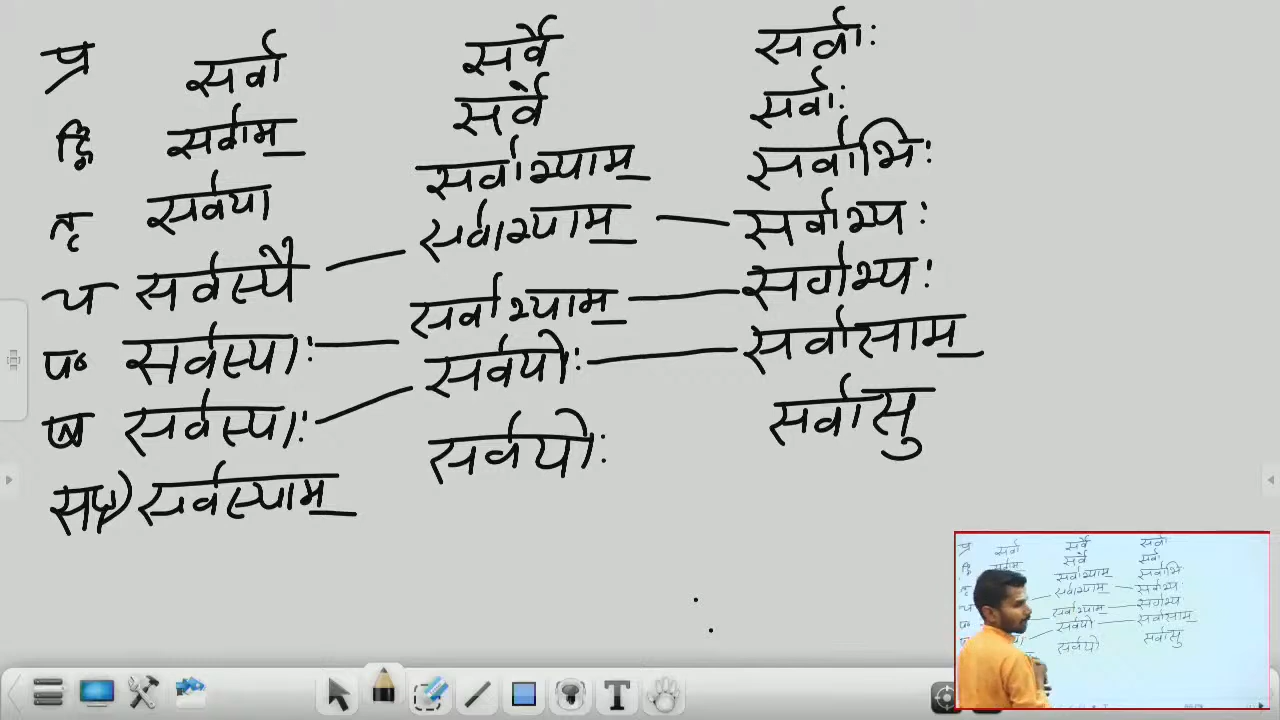 प्र सर्वा सर्वे सर्वाः
द्वि सर्वाम् सर्वे सर्वाः
तृ सर्वया सर्वाभ्याम् सर्वाभिः
च सर्वस्यै सर्वाभ्याम् सर्वाभ्यः
प० सर्वस्याः सर्वाभ्याम् सर्वाभ्यः
ष सर्वस्याः सर्वयोः सर्वासाम्
सप्त) सर्वस्याम् सर्वयोः सर्वासु